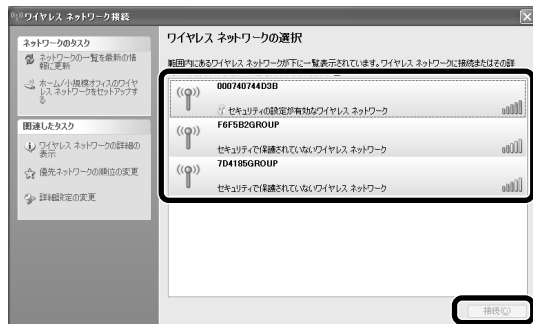 ワイヤレス ネットワーク接続
ネットワークのタスク
ネットワークの一覧を最新の情
報に更新
ホーム/小規模オフィスのワイヤ
レス ネットワークをセットアップす
る
関連したタスク
ワイヤレス ネットワークの詳細の
表示
優先ネットワークの順位の変更
詳細設定の変更
ワイヤレス ネットワークの選択
範囲内にあるワイヤレス ネットワークが下に一覧表示されています。ワイヤレス ネットワークに接続またはその詳
000740744D3B
セキュリティの設定が有効なワイヤレス ネットワーク
F6F5B2GROUP
セキュリティで保護されていないワイヤレス ネットワーク
7D4185GROUP
セキュリティで保護されていないワイヤレス ネットワーク
接続(C)